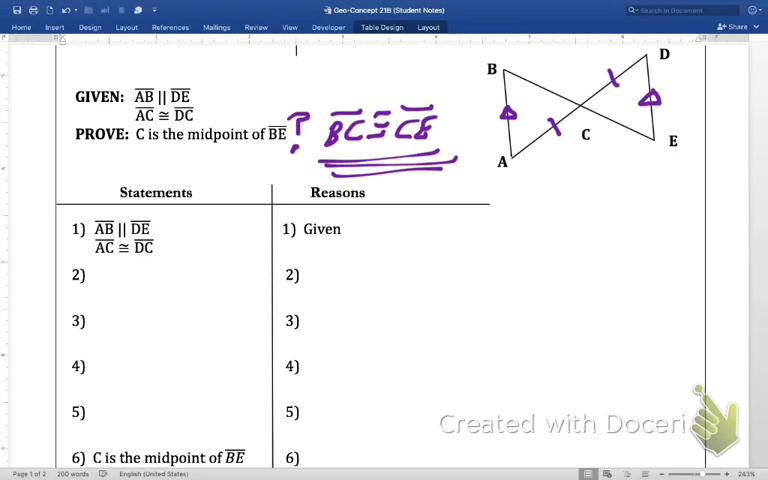 Geo-Concept 21B (Student Notes)
Search in Document
Home Insert Draw Design Layout References Mailings Review View Developer Table Design Layout Share
GIVEN: AB || DE
AC ≅ DC
PROVE: C is the midpoint of BE ? BC ≅ CE
B D C A E
Statements Reasons
1) AB || DE 1) Given
AC ≅ DC
2) 2)
3) 3)
4) 4)
5) 5)
Created with Doceri
6) C is the midpoint of BE 6)
Page 1 of 2 200 words English (United States) 243%